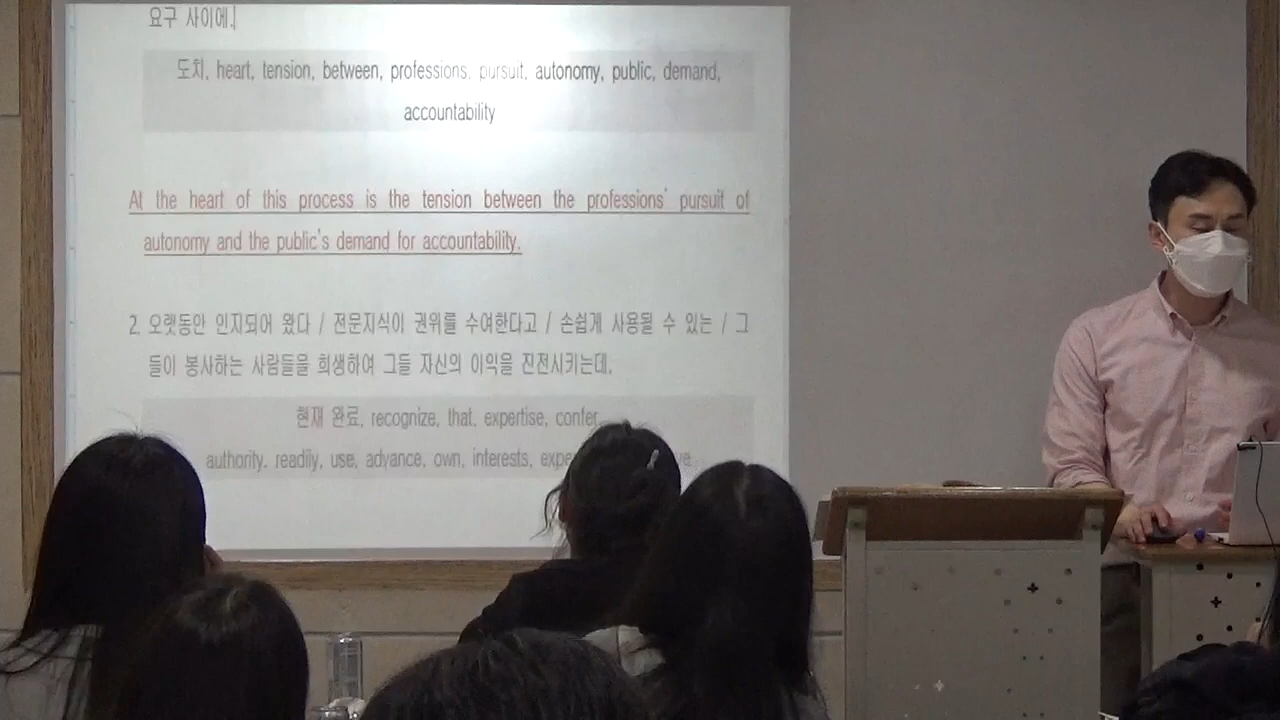 요구 사이에.
도치, heart, tension, between, professions, pursuit, autonomy, public, demand,
accountability
At the heart of this process is the tension between the professions' pursuit of
autonomy and the public's demand for accountability.
2. 오랫동안 인지되어 왔다 / 전문지식이 권위를 수여한다고 / 손쉽게 사용될 수 있는 / 그
들이 봉사하는 사람들을 희생하여 그들 자신의 이익을 진전시키는데.
현재 완료, recognize, that, expertise, confer,
authority. readily, use, advance, own, interests,